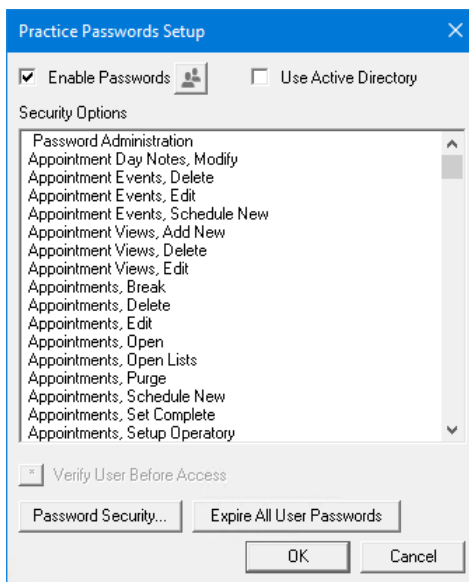 Practice Passwords Setup
Enable Passwords
Use Active Directory
Security Options
Password Administration
Appointment Day Notes, Modify
Appointment Events, Delete
Appointment Events, Edit
Appointment Events, Schedule New
Appointment Views, Add New
Appointment Views, Delete
Appointment Views, Edit
Appointments, Break
Appointments, Delete
Appointments, Edit
Appointments, Open
Appointments, Open Lists
Appointments, Purge
Appointments, Schedule New
Appointments, Set Complete
Appointments, Setup Operatory
* Verify User Before Access
Password Security... Expire All User Passwords
OK Cancel